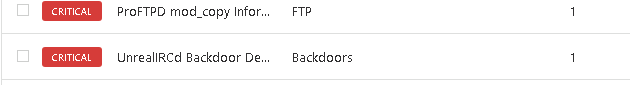 CRITICAL ProFTPD mod_copy Infor... FTP 1
CRITICAL UnrealIRCd Backdoor De... Backdoors 1